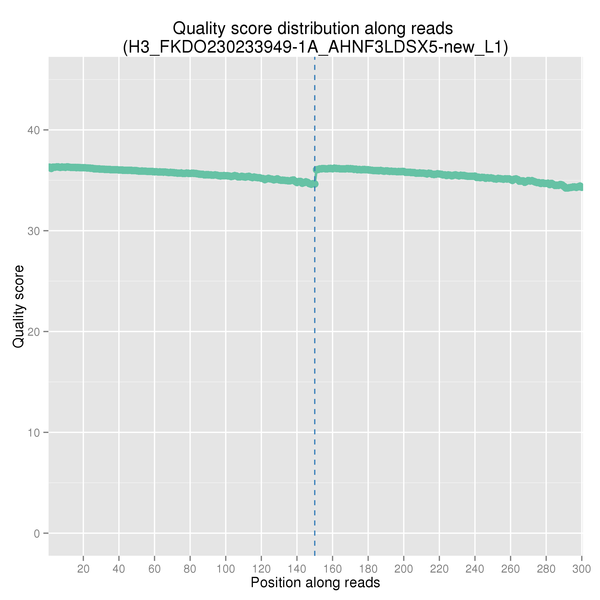 Quality score distribution along reads
(H3_FKDO230233949-1A_AHNF3LDSX5-new_L1)
Quality score
40
30
20
10
0
20 40 60 80 100 120 140 160 180 200 220 240 260 280 300
Position along reads